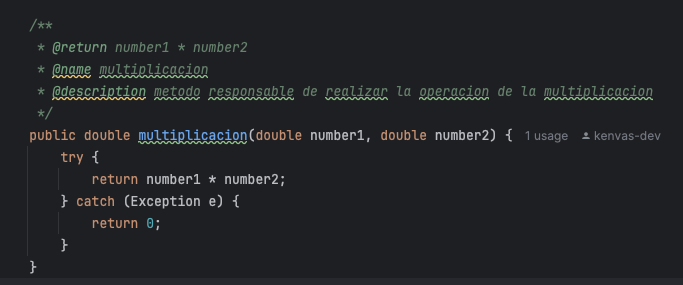 /**
* @return number1 * number2
* @name multiplicacion
* @description metodo responsable de realizar la operacion de la multiplicacion
*/
public double multiplicacion(double number1, double number2) { 1 usage kenvas-dev
try {
return number1 * number2;
} catch (Exception e) {
return 0;
}
}